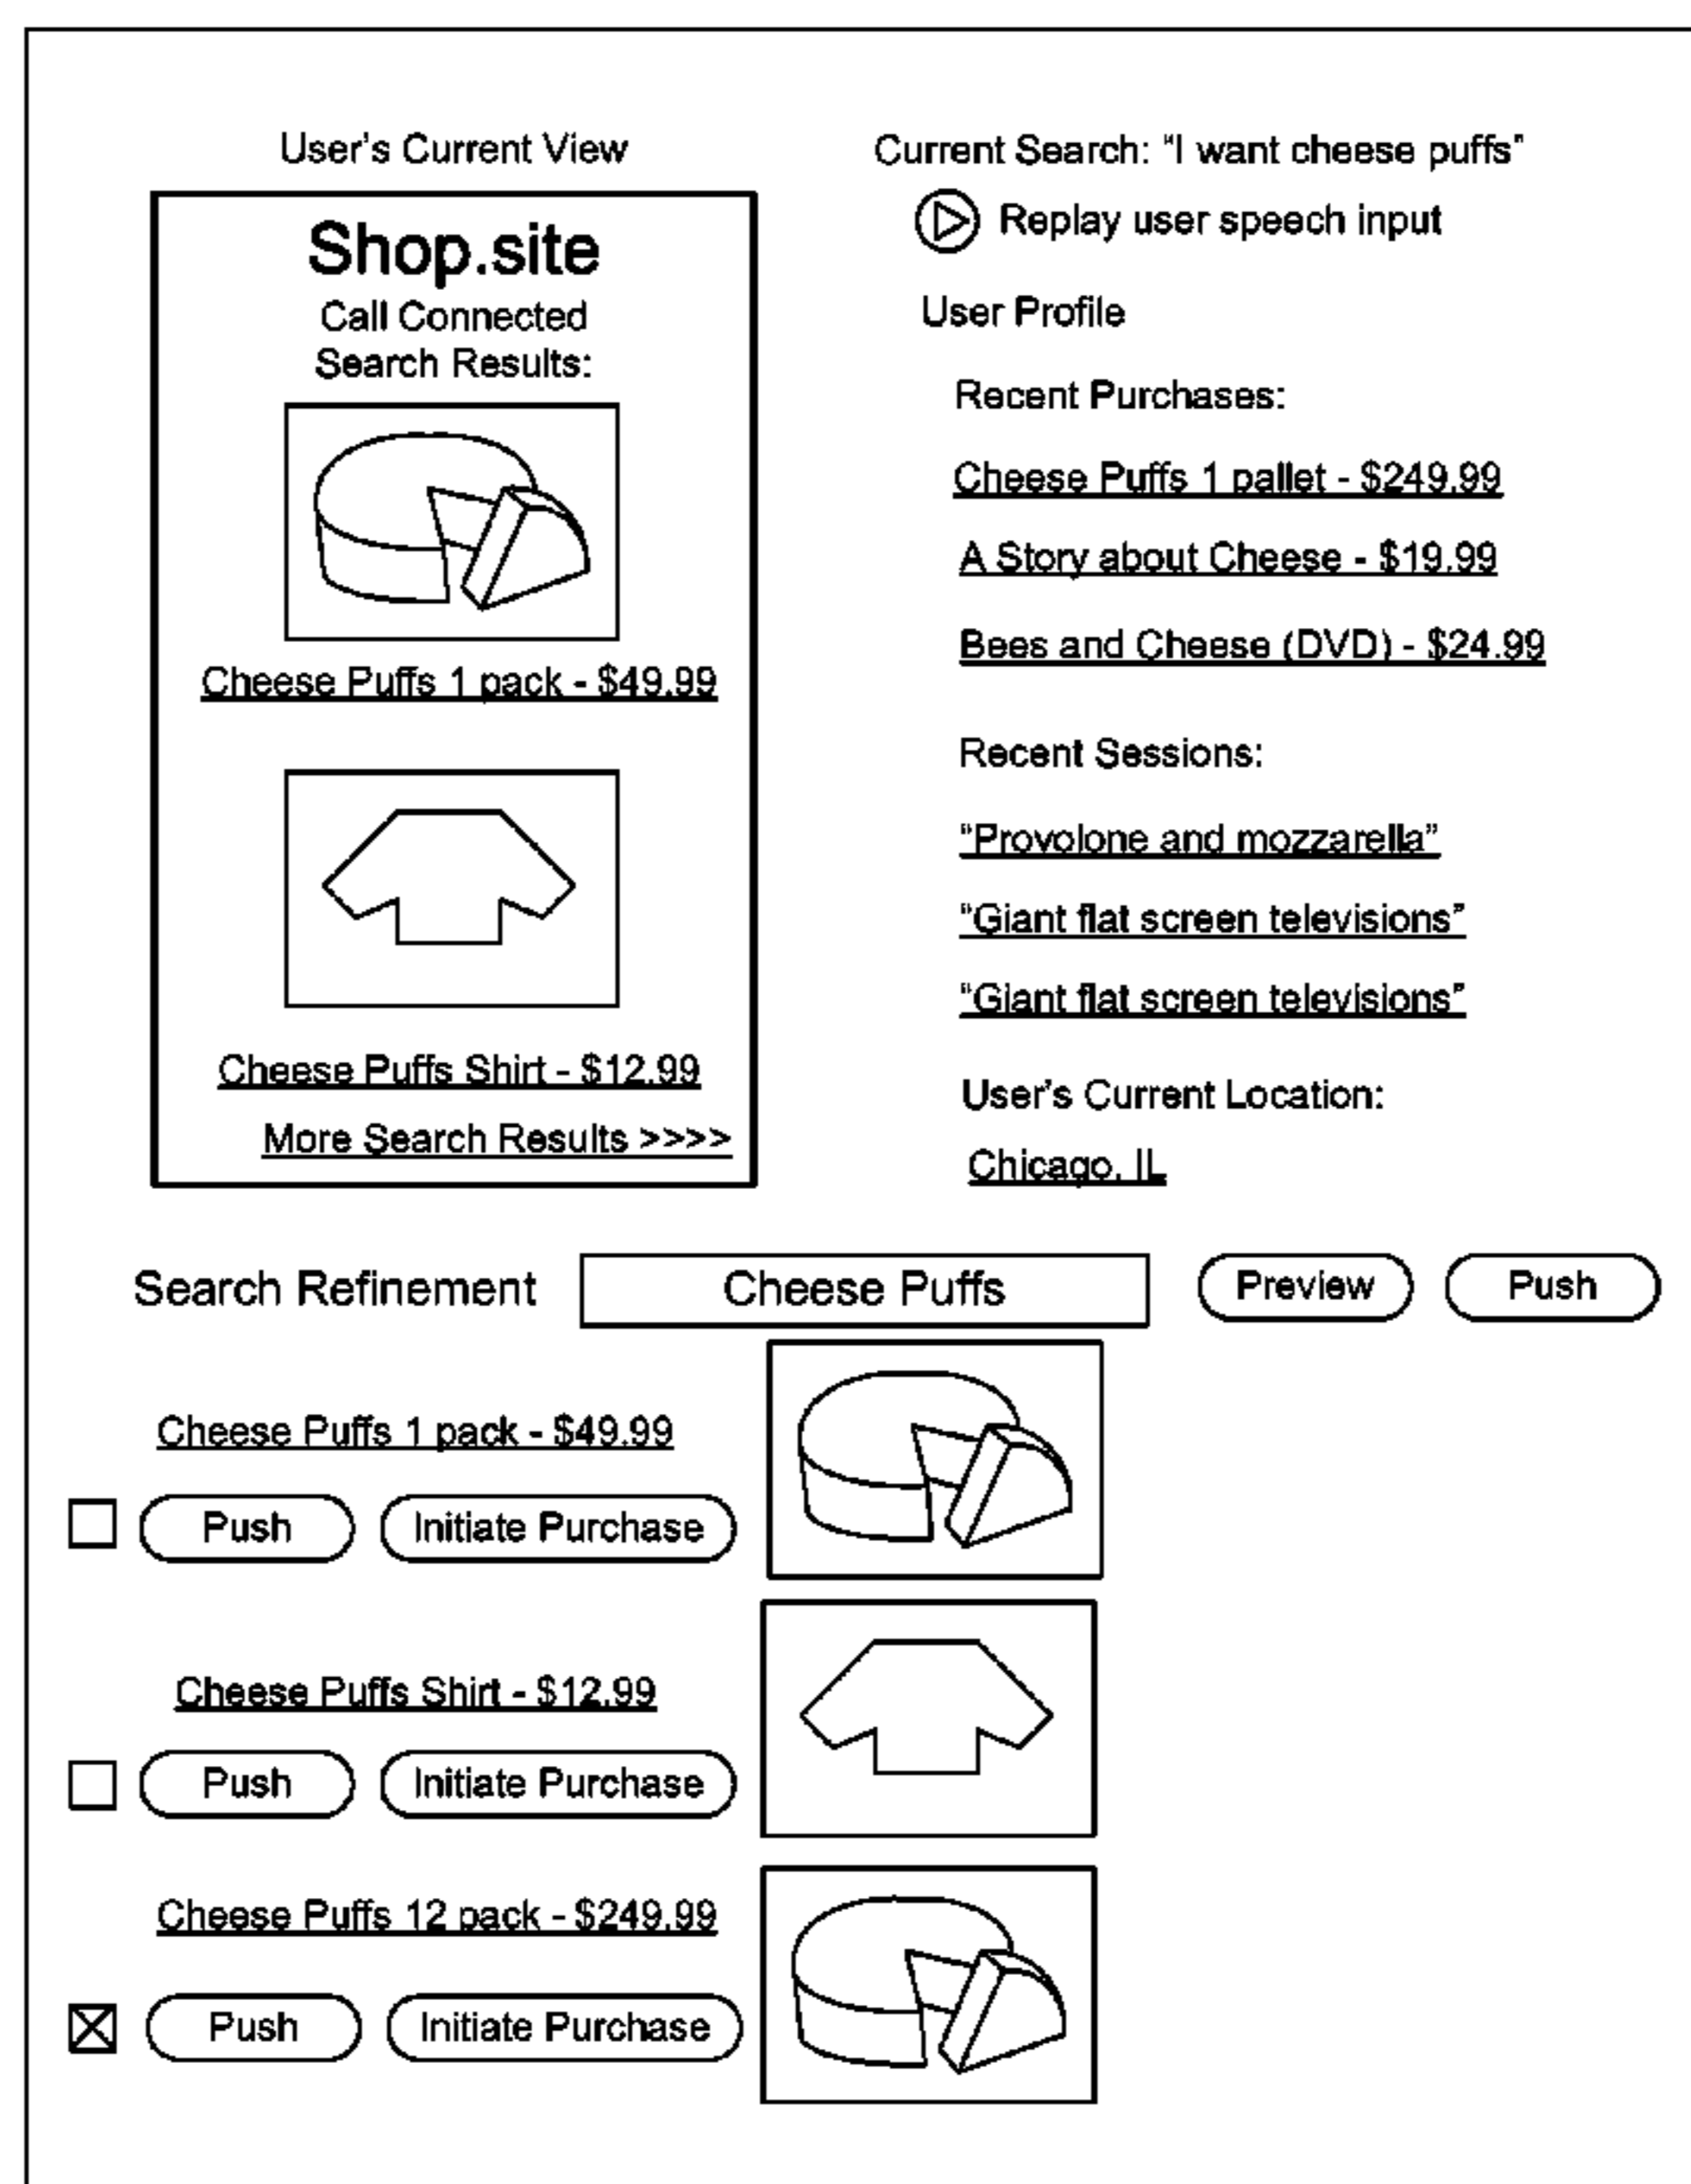 User's Current View
Shop.site
Call Connected
Search Results:
Cheese Puffs 1 pack - $49.99
Cheese Puffs Shirt - $12.99
More Search Results >>>>
Current Search: "I want cheese puffs"
Replay user speech input
User Profile
Recent Purchases:
Cheese Puffs 1 pallet - $249.99
A Story about Cheese - $19.99
Bees and Cheese (DVD) - $24.99
Recent Sessions:
"Provolone and mozzarella"
"Giant flat screen televisions"
"Giant flat screen televisions"
User's Current Location:
Chicago, IL
Search Refinement Cheese Puffs Preview Push
Cheese Puffs 1 pack - $49.99
Push Initiate Purchase
Cheese Puffs Shirt - $12.99
Push Initiate Purchase
Cheese Puffs 12 pack - $249.99
Push Initiate Purchase